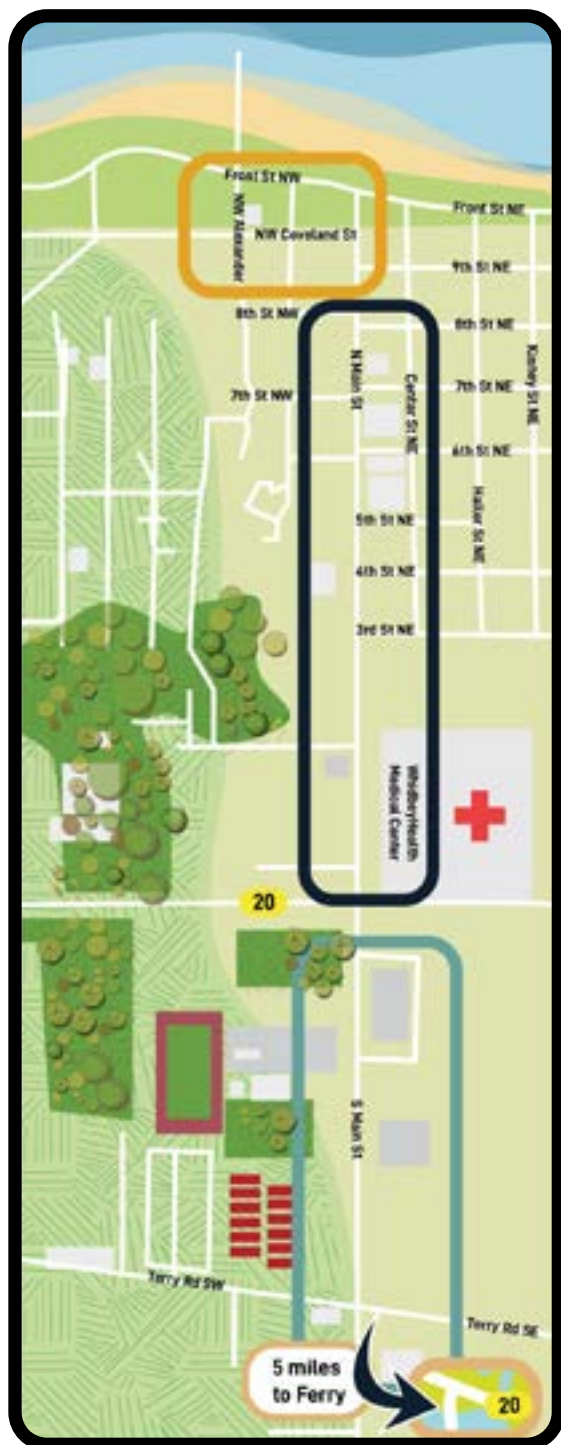 Front St NW
NW Alexander
Front St NE
NW Coveland St
9th St NE
8th St NW
8th St NE
N Main St
Center St NE
Kinney St NE
7th St NE
7th St NW
6th St NE
Haller St NE
5th St NE
4th St NE
3rd St NE
WhidbeyHealth
Medical Center
20
S Main St
Terry Rd SW
Terry Rd SE
5 miles
to Ferry
20